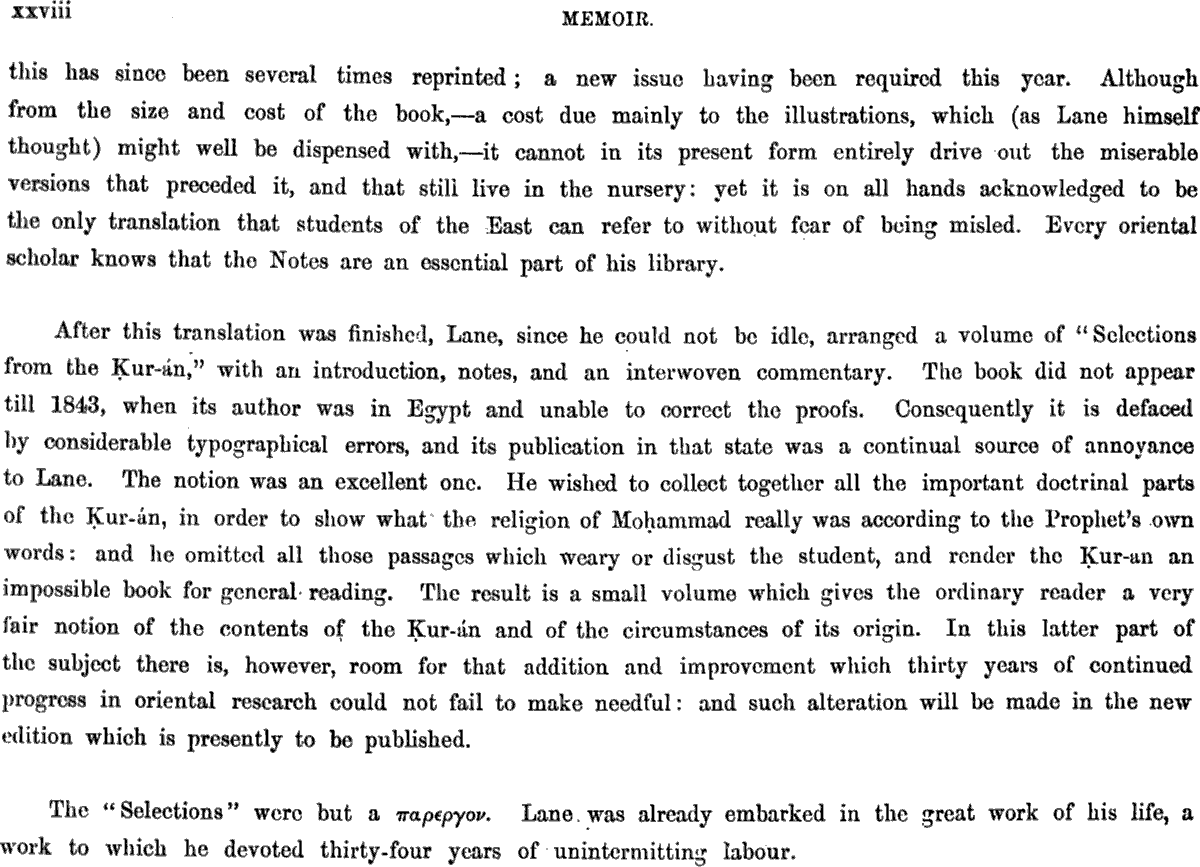 xxviii
MEMOIR.
this has since been several times reprinted; a new issue having been required this year. Although
from the size and cost of the book,—a cost due mainly to the illustrations, which (as Lane himself
thought) might well be dispensed with,—it cannot in its present form entirely drive out the miserable
versions that preceded it, and that still live in the nursery: yet it is on all hands acknowledged to be
the only translation that students of the East can refer to without fear of being misled. Every oriental
scholar knows that the Notes are an essential part of his library.
After this translation was finished, Lane, since he could not be idle, arranged a volume of “Selections
from the Ḳur-án,” with an introduction, notes, and an interwoven commentary. The book did not appear
till 1843, when its author was in Egypt and unable to correct the proofs. Consequently it is defaced
by considerable typographical errors, and its publication in that state was a continual source of annoyance
to Lane. The notion was an excellent one. He wished to collect together all the important doctrinal parts
of the Ḳur-án, in order to show what the religion of Moḥammad really was according to the Prophet's own
words: and he omitted all those passages which weary or disgust the student, and render the Ḳur-an an
impossible book for general reading. The result is a small volume which gives the ordinary reader a very
fair notion of the contents of the Ḳur-án and of the circumstances of its origin. In this latter part of
the subject there is, however, room for that addition and improvement which thirty years of continued
progress in oriental research could not fail to make needful: and such alteration will be made in the new
edition which is presently to be published.
The “Selections” were but a παρεργον. Lane was already embarked in the great work of his life, a
work to which he devoted thirty-four years of unintermitting labour.